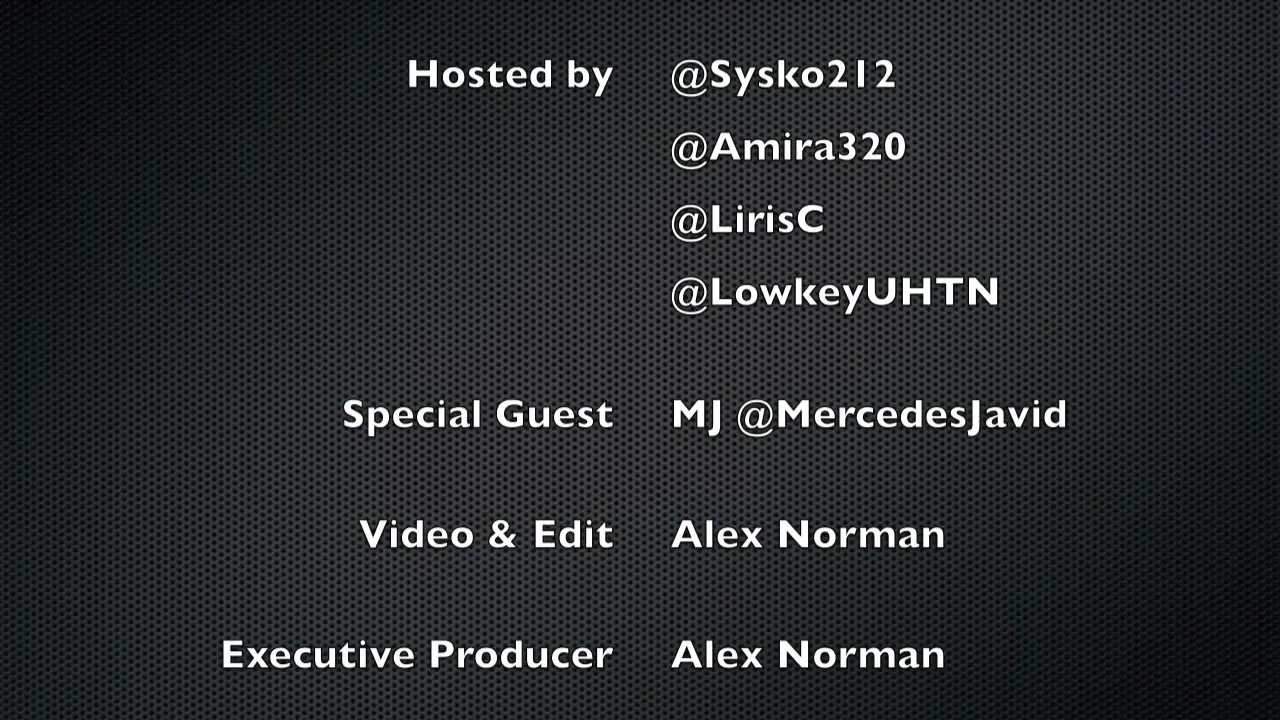 Hosted by @Sysko212
@Amira320
@LirisC
@LowkeyUHTN
Special Guest MJ @MercedesJavid
Video & Edit Alex Norman
Executive Producer Alex Norman